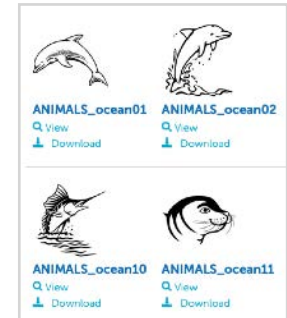 ANIMALS_ocean01
View
Download
ANIMALS_ocean02
View
Download
ANIMALS_ocean10
View
Download
ANIMALS_ocean11
View
Download